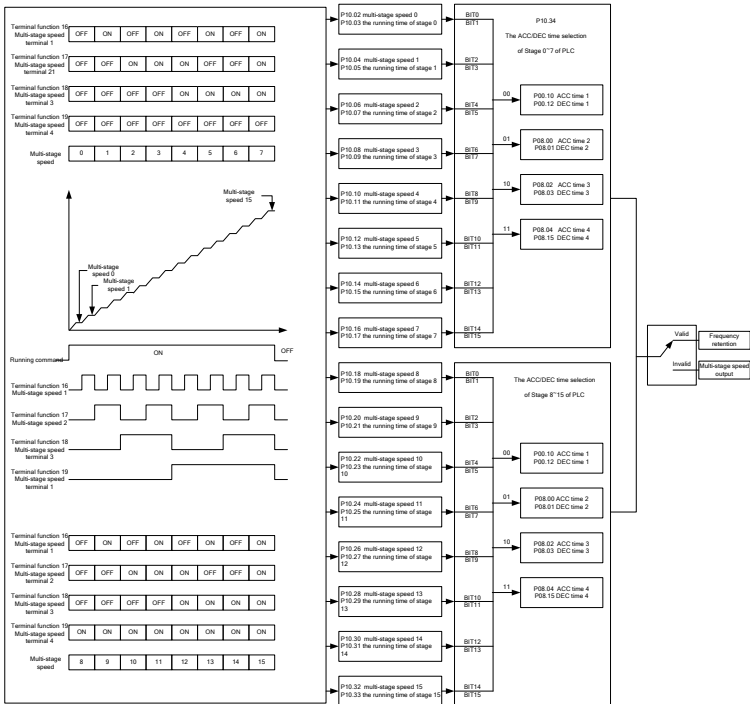 Terminal function 16
Multi-stage speed
terminal 1
OFF ON OFF ON OFF ON OFF ON
Terminal function 17
Multi-stage speed
terminal 21
OFF OFF ON ON OFF OFF ON ON
Terminal function 18
Multi-stage speed
terminal 3
OFF OFF OFF OFF ON ON ON ON
Terminal function 19
Multi-stage speed
terminal 4
OFF OFF OFF OFF OFF OFF OFF OFF
Multi-stage
speed
0 1 2 3 4 5 6 7
Multi-stage
speed 15
Multi-stage
speed 0
Multi-stage
speed 1
Running command
ON
OFF
Terminal function 16
Multi-stage speed 1
Terminal function 17
Multi-stage speed 2
Terminal function 18
Multi-stage speed
terminal 3
Terminal function 19
Multi-stage speed
terminal 1
Terminal function 16
Multi-stage speed
terminal 1
OFF ON OFF ON OFF ON OFF ON
Terminal function 17
Multi-stage speed
terminal 2
OFF OFF ON ON OFF OFF ON ON
Terminal function 18
Multi-stage speed
terminal 3
OFF OFF OFF OFF ON ON ON ON
Terminal function 19
Multi-stage speed
terminal 4
ON ON ON ON ON ON ON ON
Multi-stage
speed
8 9 10 11 12 13 14 15
P10.02 multi-stage speed 0
P10.03 the running time of stage 0
P10.04 multi-stage speed 1
P10.05 the running time of stage 1
P10.06 multi-stage speed 2
P10.07 the running time of stage 2
P10.08 multi-stage speed 3
P10.09 the running time of stage 3
P10.10 multi-stage speed 4
P10.11 the running time of stage 4
P10.12 multi-stage speed 5
P10.13 the running time of stage 5
P10.14 multi-stage speed 6
P10.15 the running time of stage 6
P10.16 multi-stage speed 7
P10.17 the running time of stage 7
P10.18 multi-stage speed 8
P10.19 the running time of stage 8
P10.20 multi-stage speed 9
P10.21 the running time of stage 9
P10.22 multi-stage speed 10
P10.23 the running time of stage
10
P10.24 multi-stage speed 11
P10.25 the running time of stage
11
P10.26 multi-stage speed 12
P10.27 the running time of stage
12
P10.28 multi-stage speed 13
P10.29 the running time of stage
13
P10.30 multi-stage speed 14
P10.31 the running time of stage
14
P10.32 multi-stage speed 15
P10.33 the running time of stage 15
BIT0
BIT1
BIT2
BIT3
BIT4
BIT5
BIT6
BIT7
BIT8
BIT9
BIT10
BIT11
BIT12
BIT13
BIT14
BIT15
P10.34
The ACC/DEC time selection
of Stage 0~7 of PLC
00
P00.10 ACC time 1
P00.12 DEC time 1
01
P08.00 ACC time 2
P08.01 DEC time 2
10
P08.02 ACC time 3
P08.03 DEC time 3
11
P08.04 ACC time 4
P08.15 DEC time 4
BIT0
BIT1
BIT2
BIT3
BIT4
BIT5
BIT6
BIT7
BIT8
BIT9
BIT10
BIT11
BIT12
BIT13
BIT14
BIT15
The ACC/DEC time selection
of Stage 8~15 of PLC
00
P00.10 ACC time 1
P00.12 DEC time 1
01
P08.00 ACC time 2
P08.01 DEC time 2
10
P08.02 ACC time 3
P08.03 DEC time 3
11
P08.04 ACC time 4
P08.15 DEC time 4
Valid
Frequency
retention
Invalid
Multi-stage speed
output